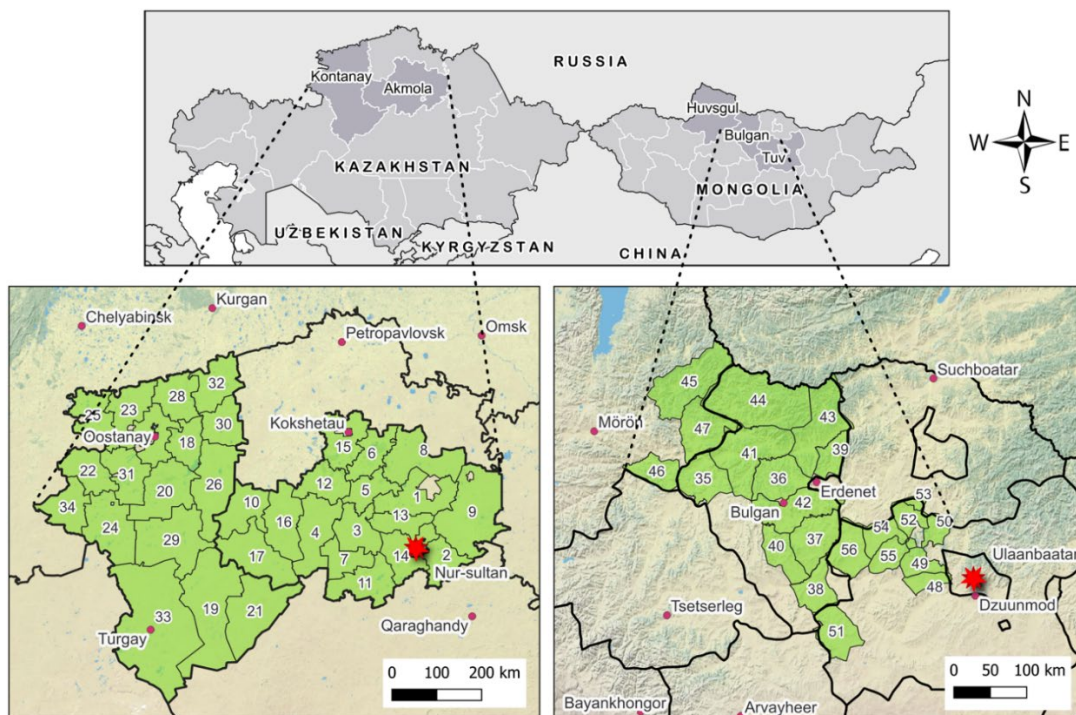 RUSSIA
Kontanay
Akmola
Huvsgul
Bulgan
Tuv
KAZAKHSTAN
MONGOLIA
UŽBEKISTAN
KYRGYZSTAN
CHINA
N
W E
S
Kurgan
Chelyabinsk
Petropavlovsk
Omsk
32
28
23
25
30
Oostanay
18
Kokshetau
15
6
8
22
31
20
26
12
5
1
10
9
34
24
16
4
3
13
29
17
7
14
2
Nur-sultan
11
33
19
21
Turgay
Qaraghandy
0 100 200 km
Suchboatar
45
44
43
Mörön
47
41
39
46
35
36
Erdenet
42
Bulgan
53
52
50
54
40
37
56
55
49
Ulaanbaatar
48
38
Dzuunmod
Tsetserleg
51
0 50 100 km
Bayankhongor
Arvayheer